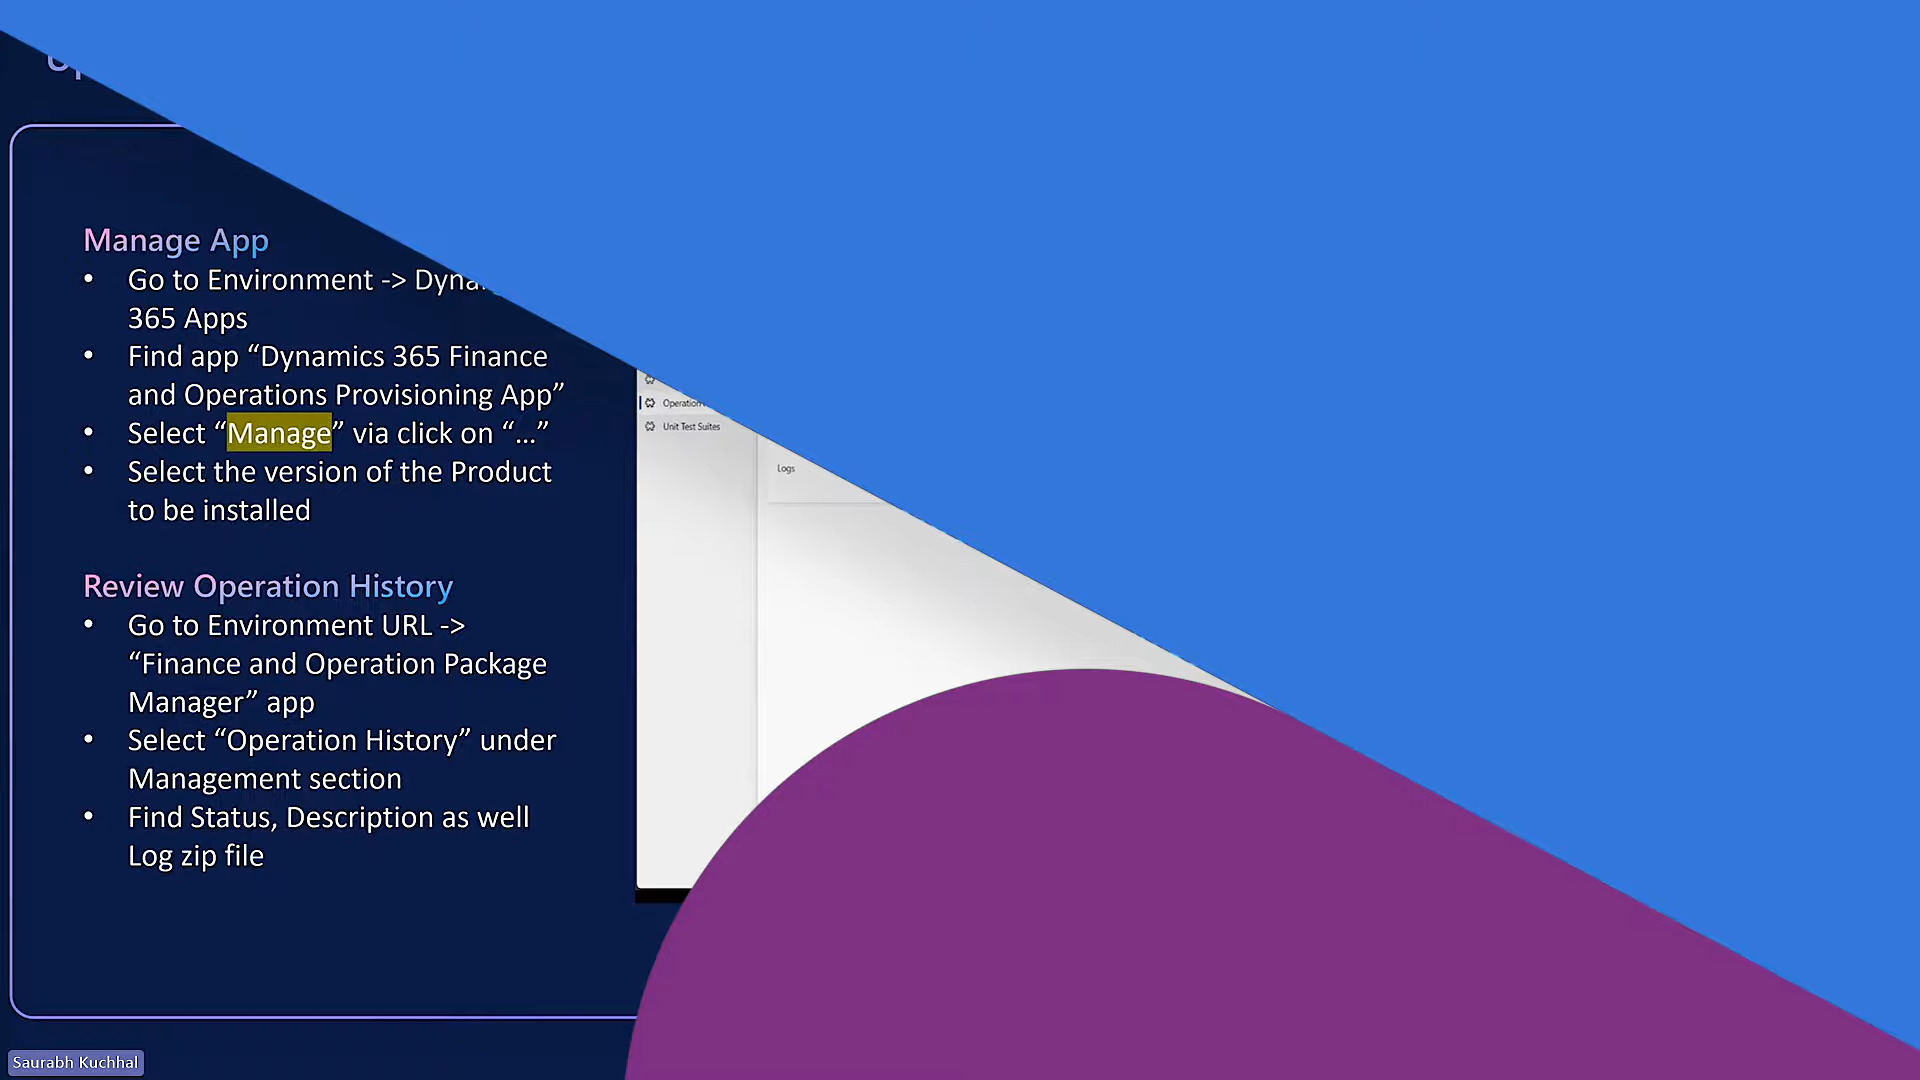 Manage App
• Go to Environment ->
365 Apps
• Find app “Dynamics 365 Finance
and Operations Provisioning App”
• Select “Manage” via click on “...”
• Select the version of the Product
to be installed
Review Operation History
• Go to Environment URL ->
“Finance and Operation Package
Manager” app
• Select “Operation History” under
Management section
• Find Status, Description as well
Log zip file
Unit Test Suites
Logs
Saurabh Kuchhal